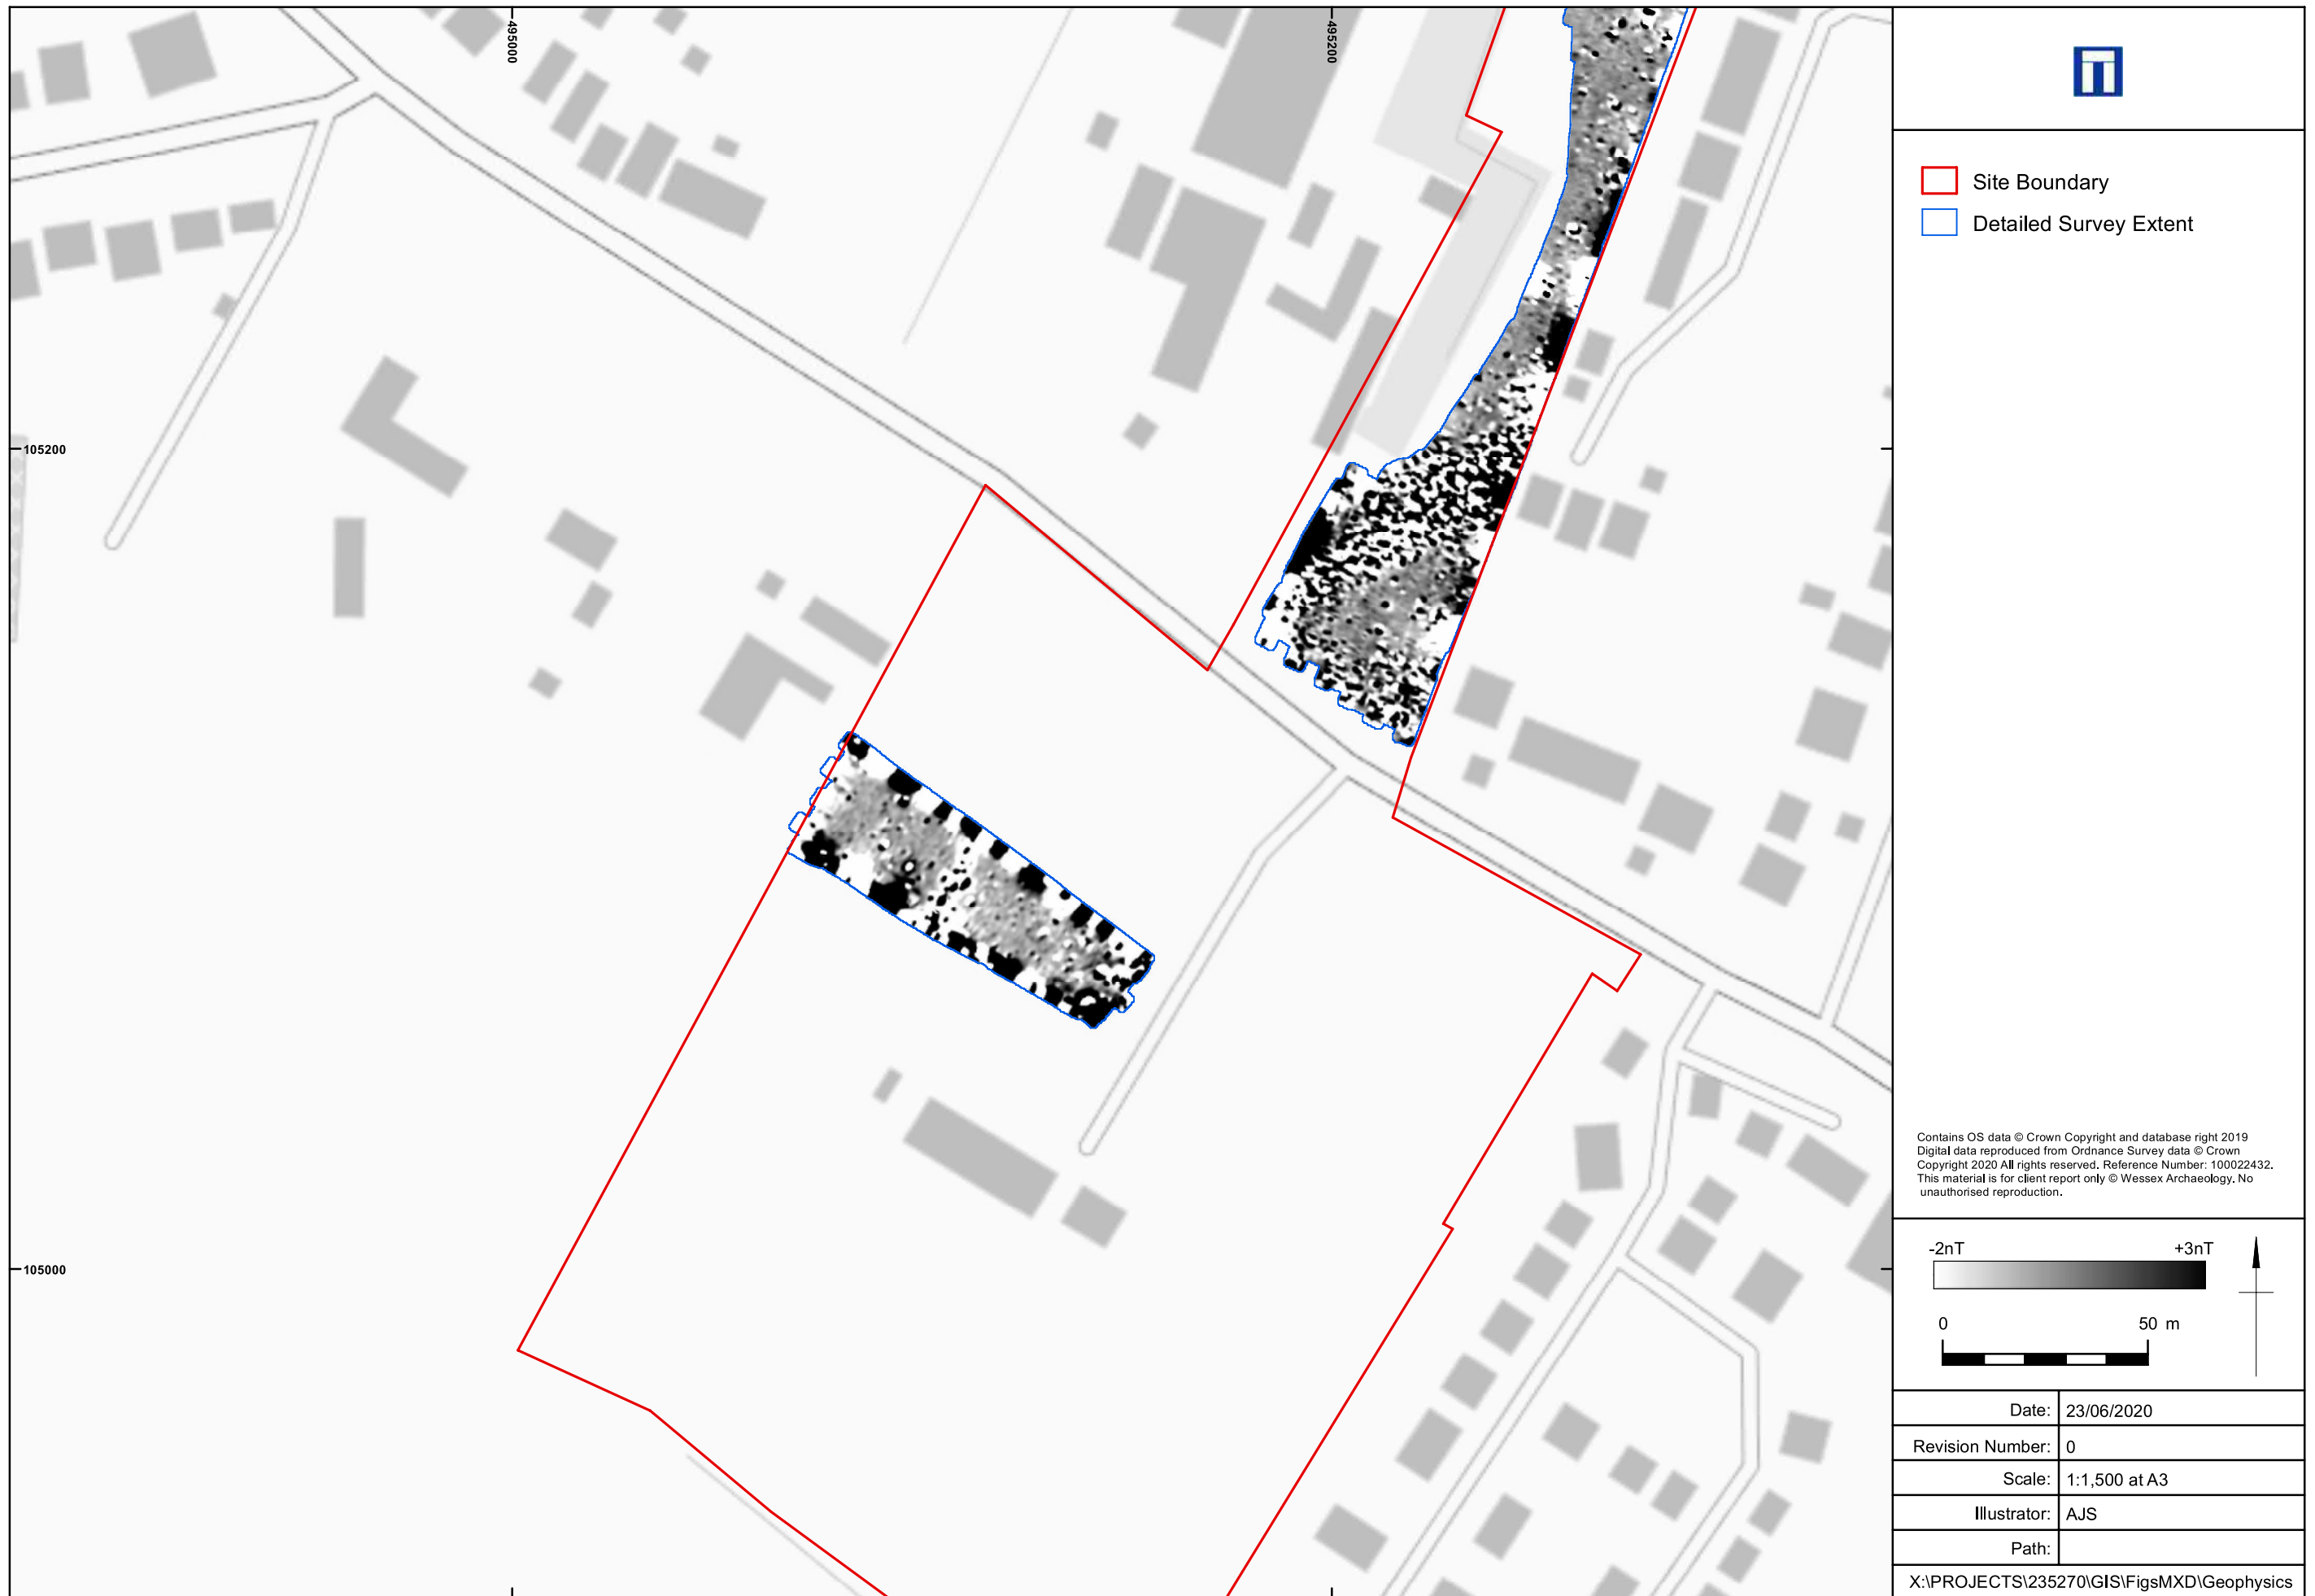 495000
495200
105200
105000
Site Boundary
Detailed Survey Extent
Contains OS data © Crown Copyright and database right 2019
Digital data reproduced from Ordnance Survey data © Crown
Copyright 2020 All rights reserved. Reference Number: 100022432.
This material is for client report only © Wessex Archaeology. No
unauthorised reproduction.
-2nT +3nT
0 50 m
Date: 23/06/2020
Revision Number: 0
Scale: 1:1,500 at A3
Illustrator: AJS
Path:
X:\PROJECTS\235270\GIS\FigsMXD\Geophysics